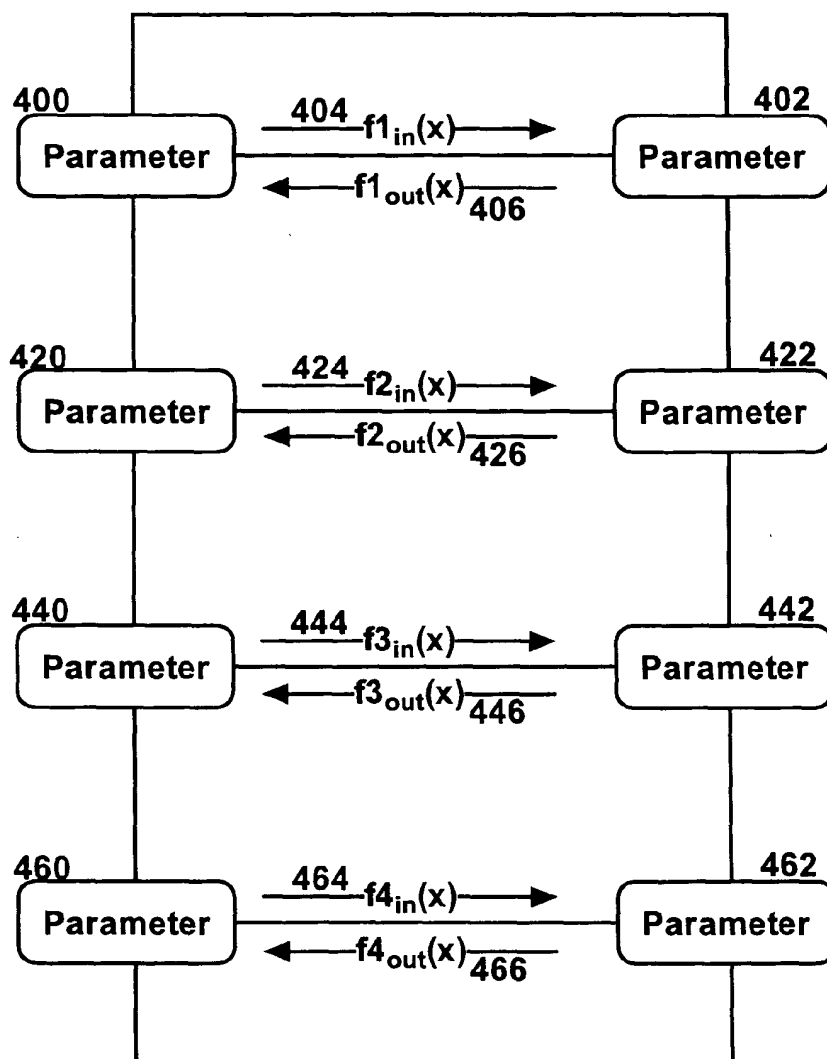 400 404 f1in(x) 402
Parameter Parameter
f1out(x) 406
420 424 f2in(x) 422
Parameter Parameter
f2out(x) 426
440 444 f3in(x) 442
Parameter Parameter
f3out(x) 446
460 464 f4in(x) 462
Parameter Parameter
f4out(x) 466